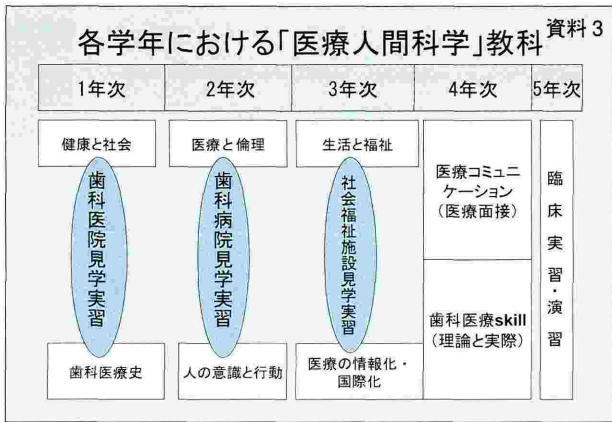 資料3
各学年における「医療人間科学」教科
1年次
2年次
3年次
4年次
5年次
健康と社会
歯科医院見学実習
歯科医療史
医療と倫理
歯科病院見学実習
人の意識と行動
生活と福祉
社会福祉施設見学実習
医療の情報化・
国際化
医療コミュニ
ケーション
(医療面接)
歯科医療skill
(理論と実際)
臨床実習・演習